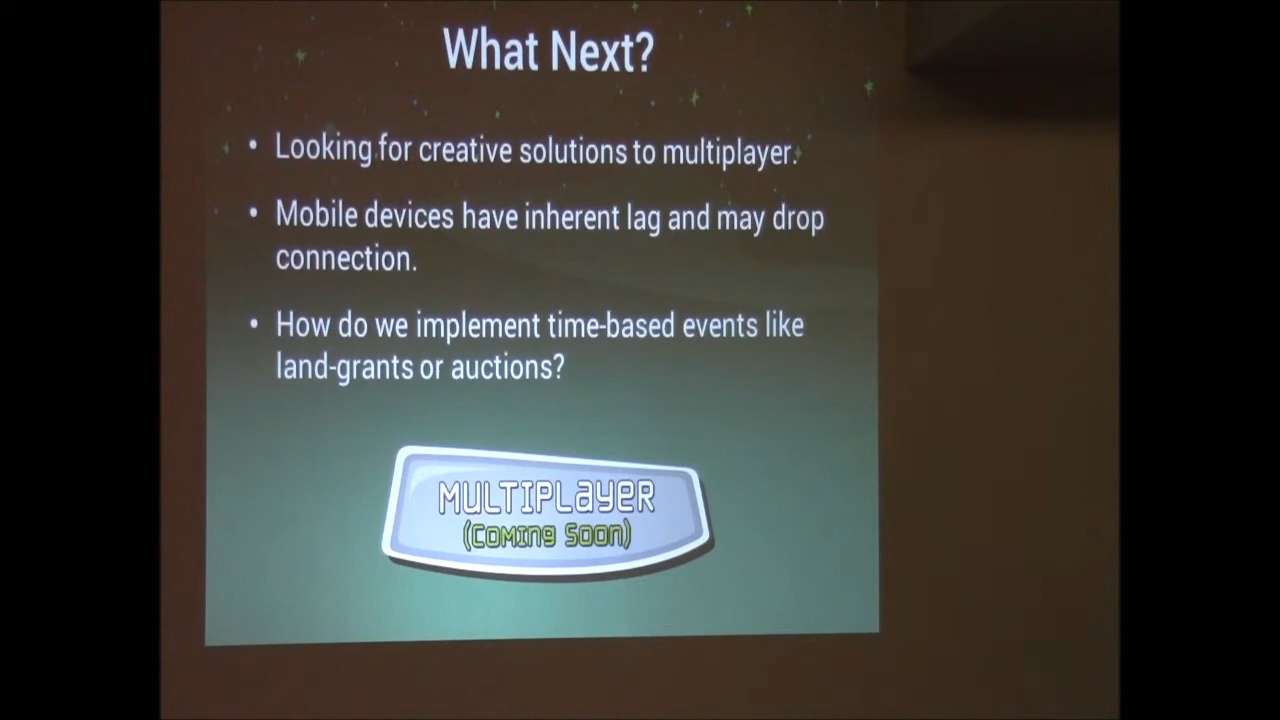 What Next?
• Looking for creative solutions to multiplayer.
• Mobile devices have inherent lag and may drop
connection.
• How do we implement time-based events like
land-grants or auctions?
MULTIPLAYER
(COMING SOON)